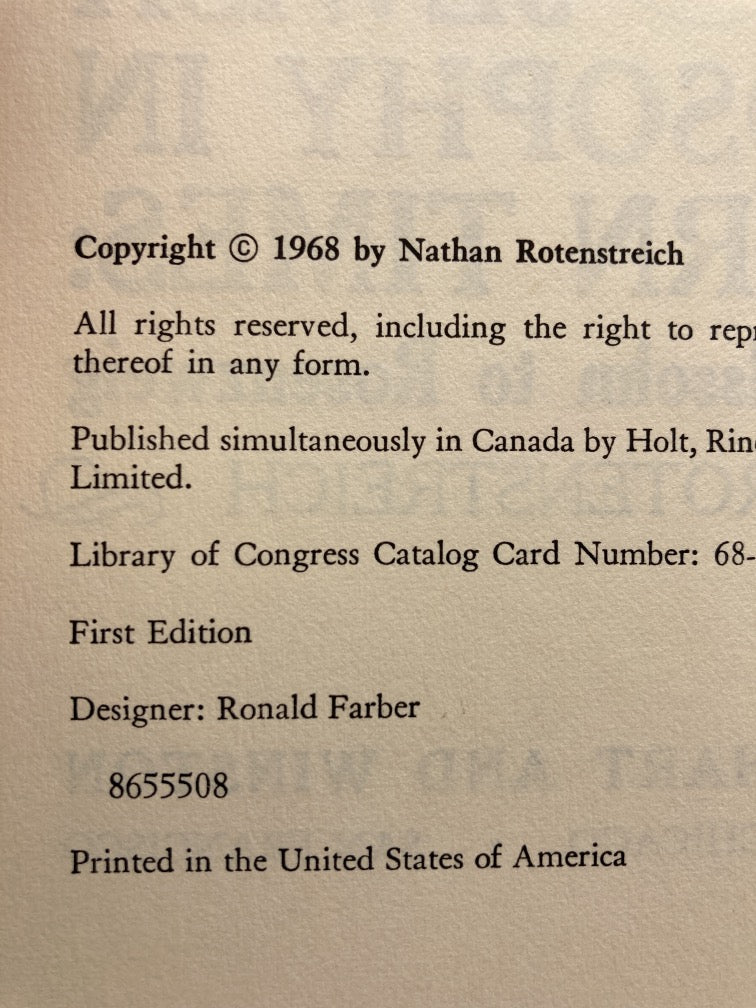 Copyright © 1968 by Nathan Rotenstreich
All rights reserved, including the right to repr
thereof in any form.
Published simultaneously in Canada by Holt, Rin
Limited.
Library of Congress Catalog Card Number: 68-
First Edition
Designer: Ronald Farber
8655508
Printed in the United States of America